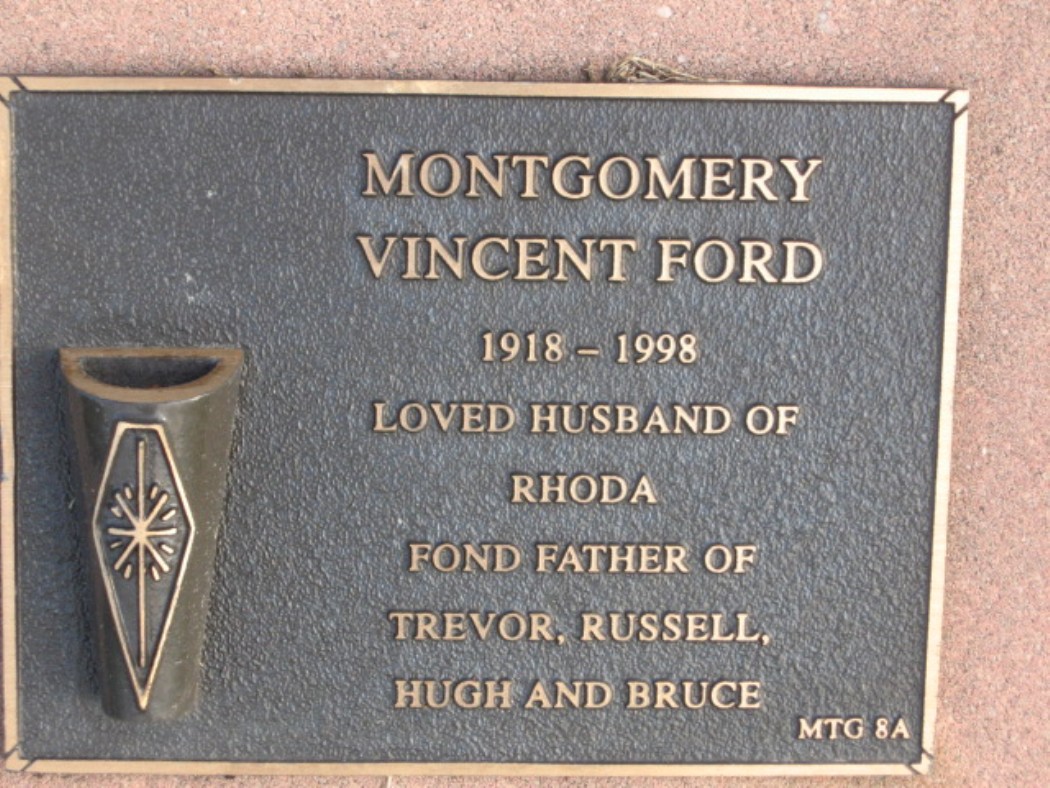 MONTGOMERY
VINCENT FORD
1918 – 1998
LOVED HUSBAND OF
RHODA
FOND FATHER OF
TREVOR, RUSSELL,
HUGH AND BRUCE
MTG 8A